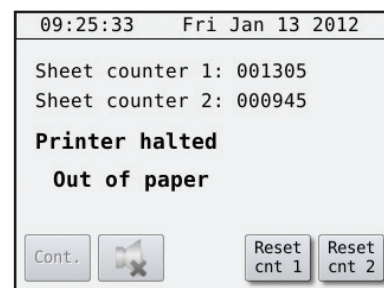 09:25:33 Fri Jan 13 2012
Sheet counter 1: 001305
Sheet counter 2: 000945
Printer halted
Out of paper
Cont.
Reset cnt 1
Reset cnt 2